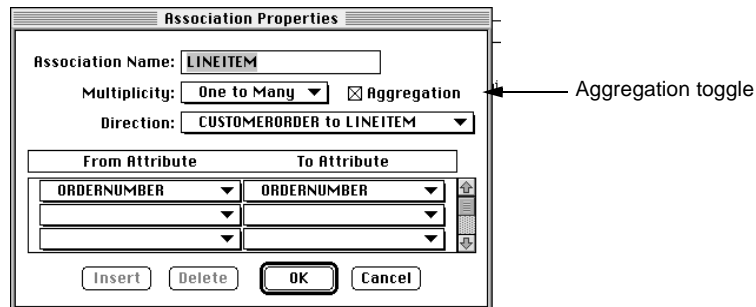 Association Properties
Association Name: LINEITEM
Multiplicity: One to Many Aggregation
Aggregation toggle
Direction: CUSTOMERORDER to LINEITEM
From Attribute To Attribute
ORDERNUMBER ORDERNUMBER
Insert Delete OK Cancel